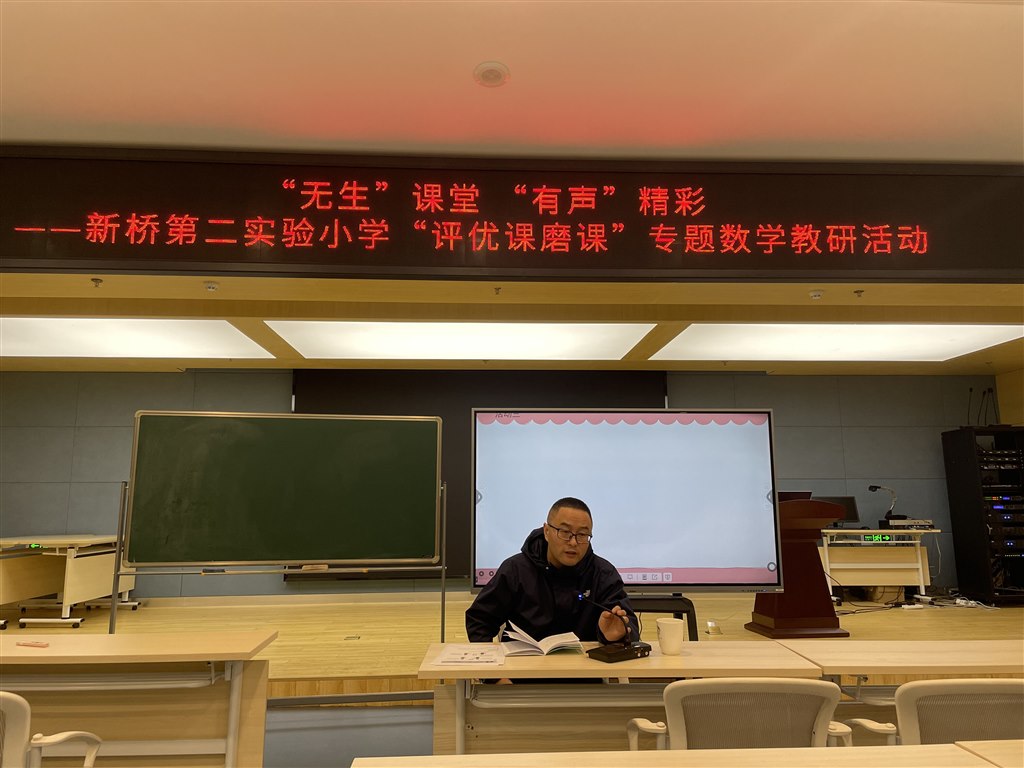 “无生”课堂 “有声”精彩
——新桥第二实验小学“评优课磨课”专题数学教研活动